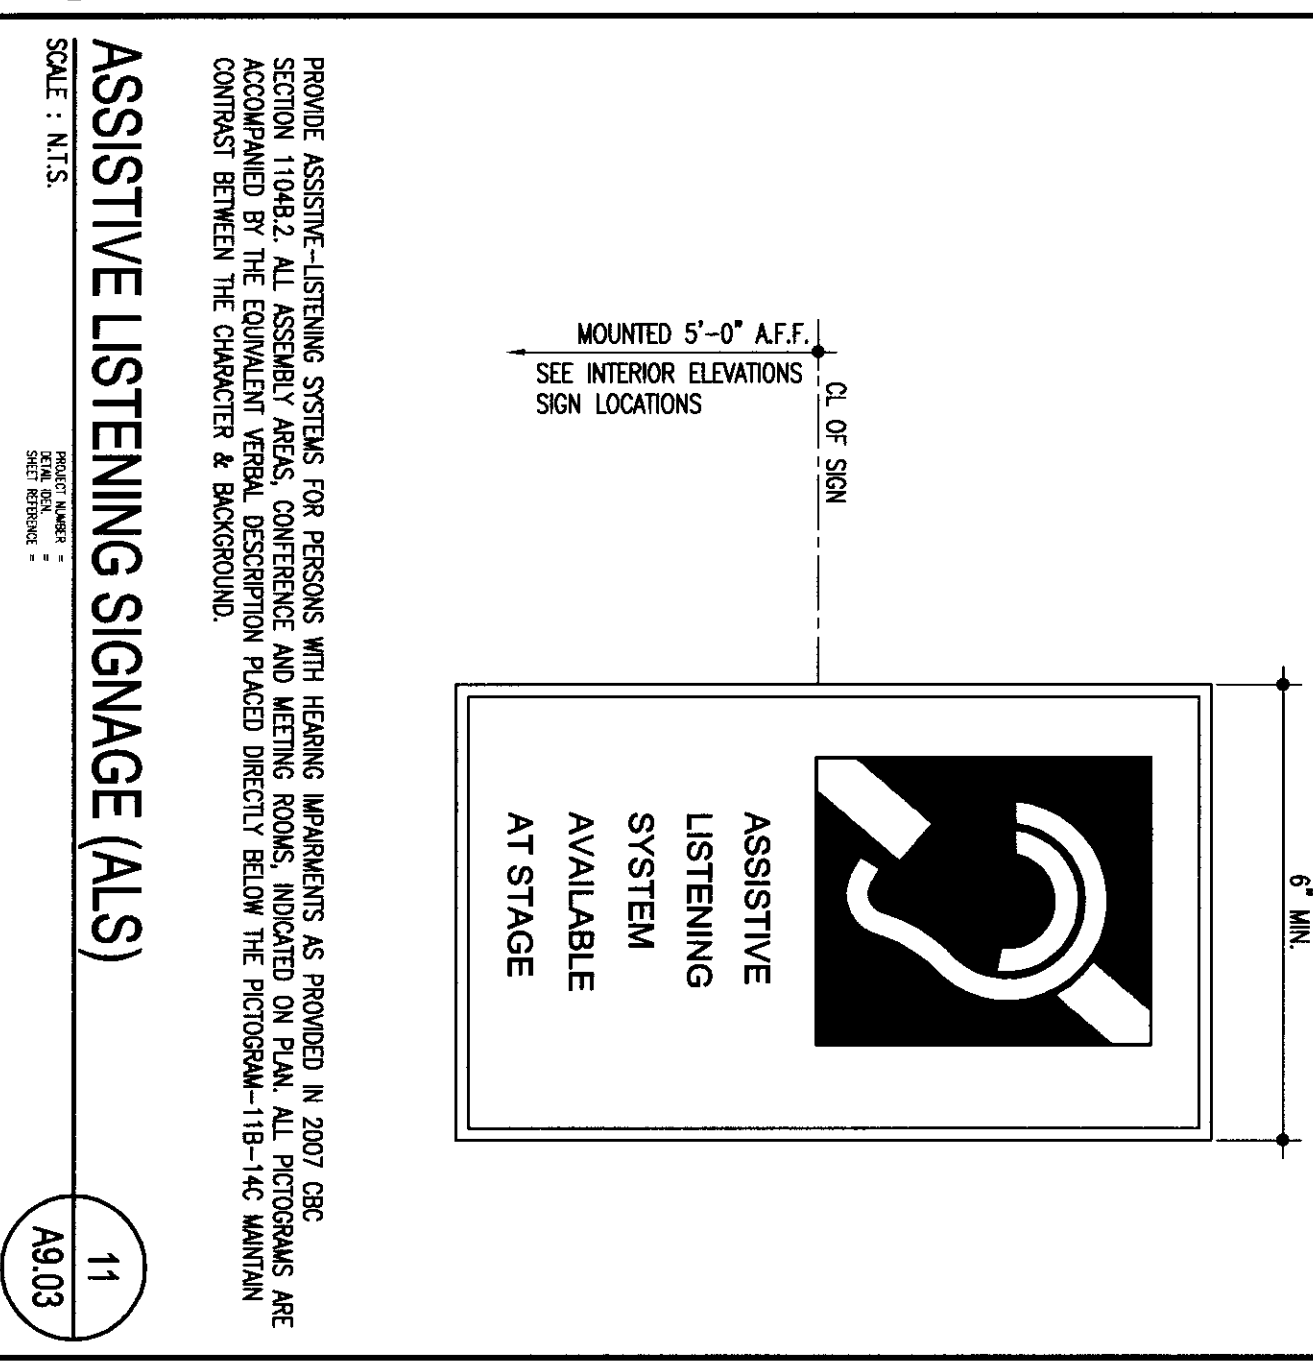 6" MIN.
ASSISTIVE
LISTENING
SYSTEM
AVAILABLE
AT STAGE
CL OF SIGN
MOUNTED 5'-0" A.F.F.
SEE INTERIOR ELEVATIONS
SIGN LOCATIONS
PROVIDE ASSISTIVE-LISTENING SYSTEMS FOR PERSONS WITH HEARING IMPAIRMENTS AS PROVIDED IN 2007 CBC
SECTION 1104B.2. ALL ASSEMBLY AREAS, CONFERENCE AND MEETING ROOMS, INDICATED ON PLAN. ALL PICTOGRAMS ARE
ACCOMPANIED BY THE EQUIVALENT VERBAL DESCRIPTION PLACED DIRECTLY BELOW THE PICTOGRAM-11B-14C MAINTAIN
CONTRAST BETWEEN THE CHARACTER & BACKGROUND.
ASSISTIVE LISTENING SIGNAGE (ALS)
11
A9.03
SCALE : N.T.S.
PROJECT NUMBER =
DETAIL IDEN. =
SHEET REFERENCE =